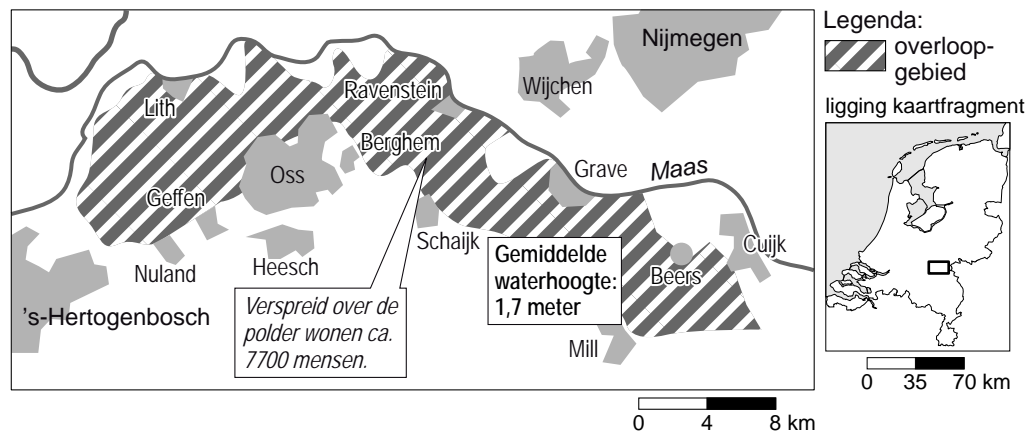 Nijmegen
Wijchen
Ravenstein
Lith
Berghem
Grave
Maas
Oss
Geffen
Schaijk
Cuijk
Nuland
Heesch
Gemiddelde
waterhoogte:
1,7 meter
Beers
's-Hertogenbosch
Verspreid over de
polder wonen ca.
7700 mensen.
Mill
0 4 8 km
Legenda:
overloop-
gebied
ligging kaartfragment
0 35 70 km